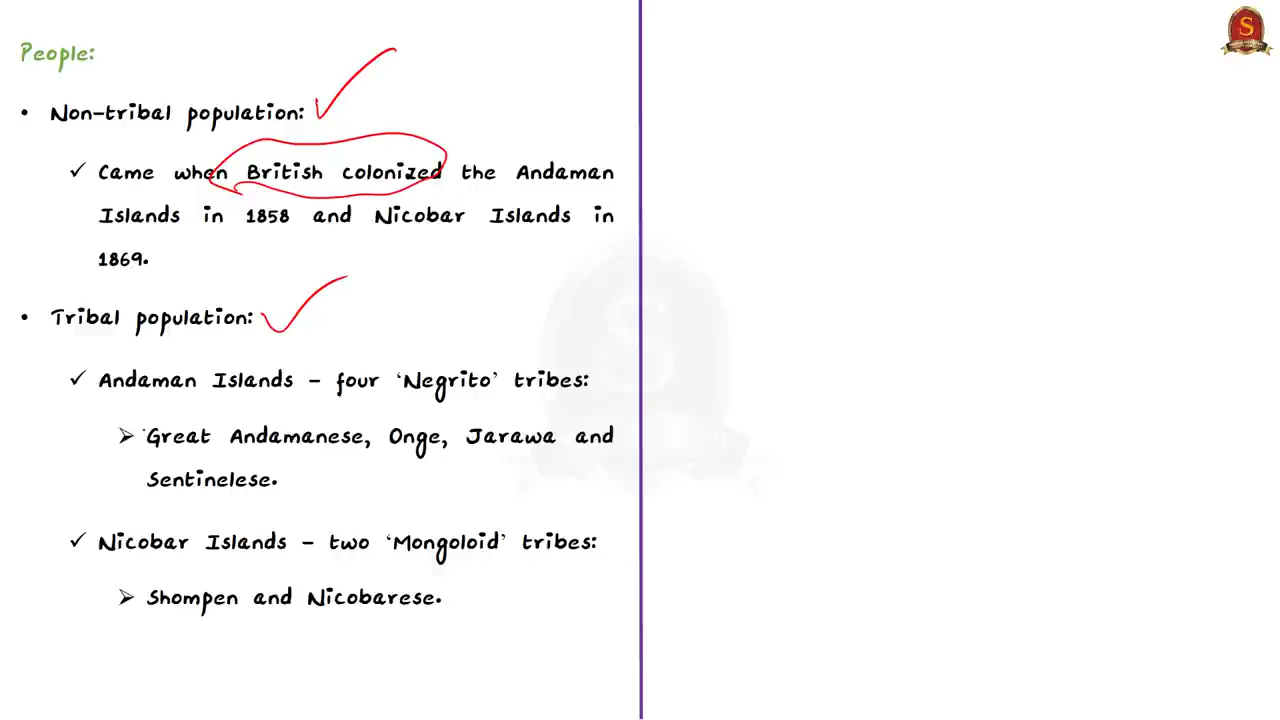 People:
• Non-tribal population:
✓ Came when British colonized the Andaman
Islands in 1858 and Nicobar Islands in
1869.
• Tribal population:
✓ Andaman Islands – four ‘Negrito’ tribes:
➢ Great Andamanese, Onge, Jarawa and
Sentinelese.
✓ Nicobar Islands – two ‘Mongoloid’ tribes:
➢ Shompen and Nicobarese.
S